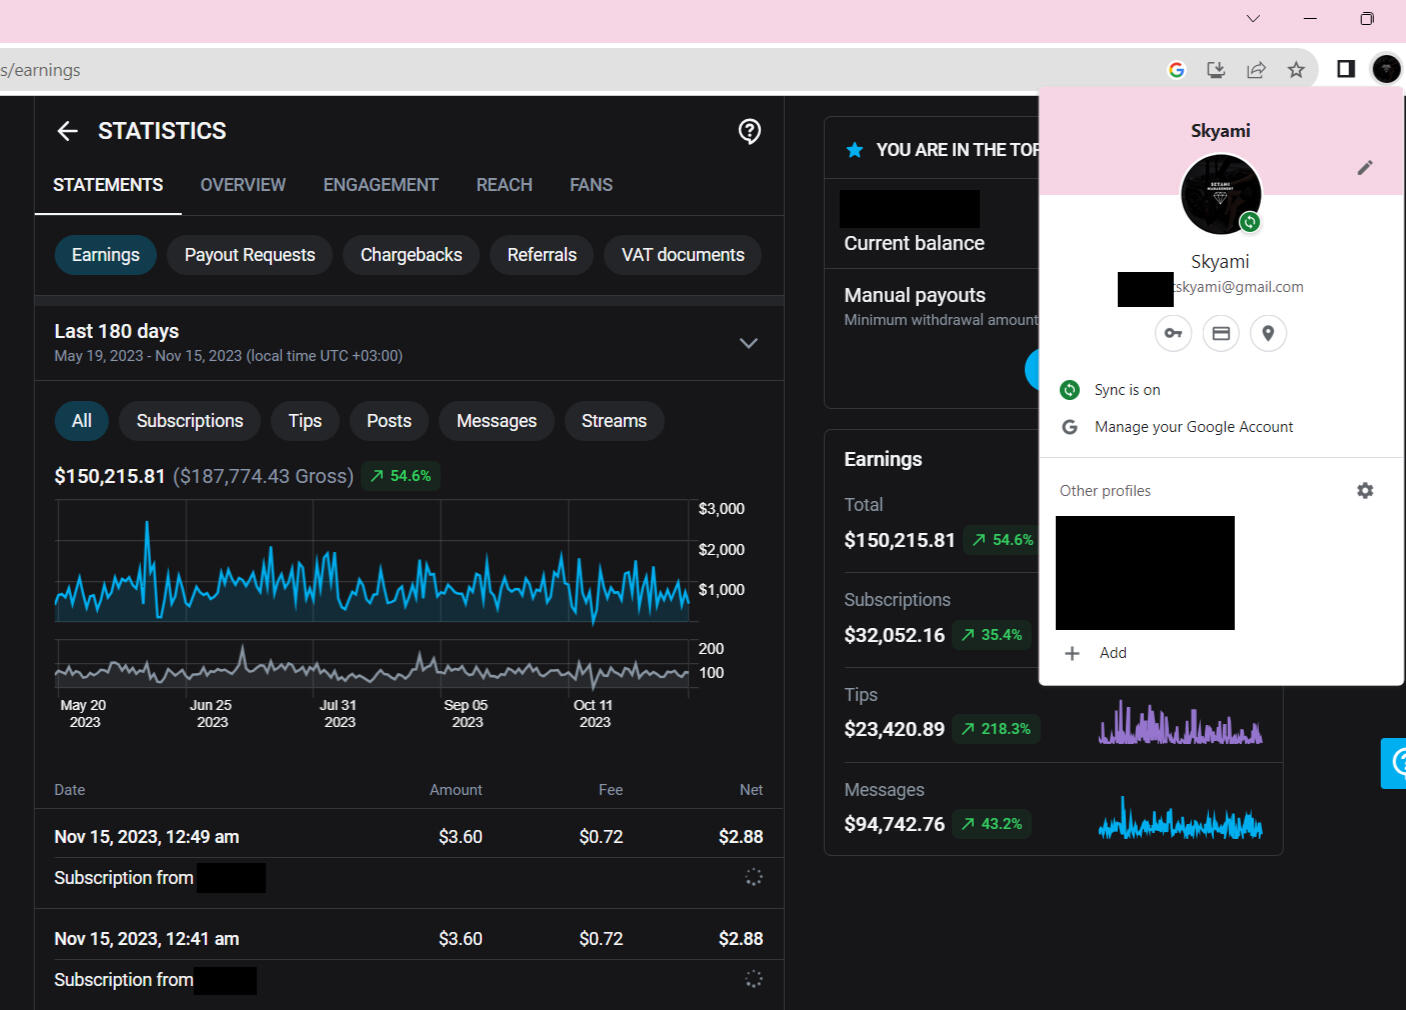 s/earnings
STATISTICS
STATEMENTS OVERVIEW ENGAGEMENT REACH FANS
Earnings Payout Requests Chargebacks Referrals VAT documents
Last 180 days
May 19, 2023 - Nov 15, 2023 (local time UTC +03:00)
All Subscriptions Tips Posts Messages Streams
$150,215.81 ($187,774.43 Gross) 54.6%
$3,000
$2,000
$1,000
200
100
May 20 2023
Jun 25 2023
Jul 31 2023
Sep 05 2023
Oct 11 2023
Date Amount Fee Net
Nov 15, 2023, 12:49 am $3.60 $0.72 $2.88
Subscription from
Nov 15, 2023, 12:41 am $3.60 $0.72 $2.88
Subscription from
YOU ARE IN THE TOP
Current balance
Manual payouts
Minimum withdrawal amount
Earnings
Total
$150,215.81 54.6%
Subscriptions
$32,052.16 35.4%
Tips
$23,420.89 218.3%
Messages
$94,742.76 43.2%
Skyami
SETAMI
MANAGEMENT
Skyami
skyami@gmail.com
Sync is on
Manage your Google Account
Other profiles
Add